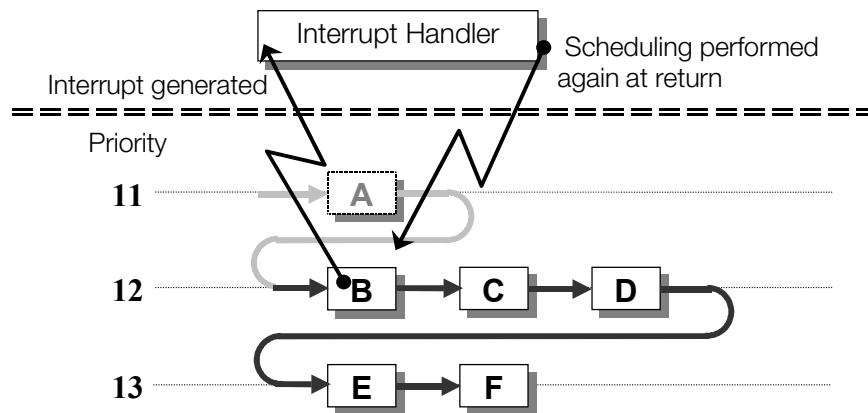 Interrupt Handler
Scheduling performed
again at return
Interrupt generated
Priority
11
A
12
B
C
D
13
E
F